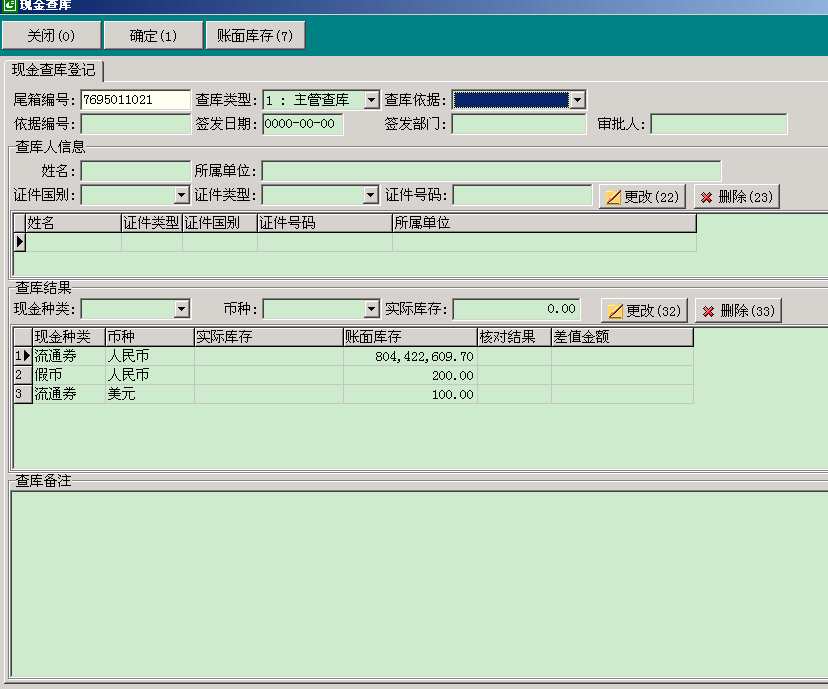 现金查库
关闭(0) 确定(1) 账面库存(7)
现金查库登记
尾箱编号: 7695011021 查库类型: 1 : 主管查库 查库依据:
依据编号: 签发日期: 0000-00-00 签发部门: 审批人:
查库人信息
姓名: 所属单位:
证件国别: 证件类型: 证件号码: 更改(22) 删除(23)
姓名 证件类型 证件国别 证件号码 所属单位
查库结果
现金种类: 币种: 实际库存: 0.00 更改(32) 删除(33)
现金种类 币种 实际库存 账面库存 核对结果 差值金额
1 流通券 人民币 804,422,609.70
2 假币 人民币 200.00
3 流通券 美元 100.00
查库备注